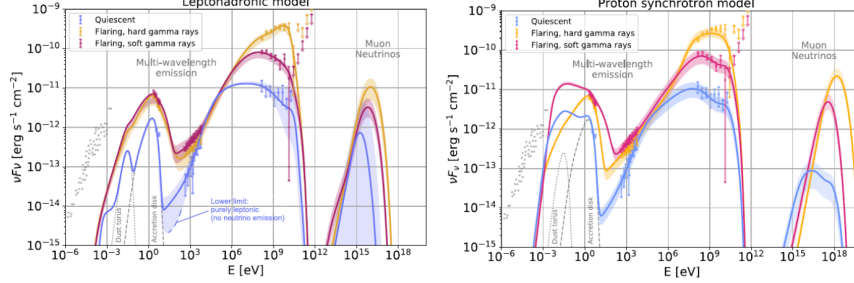 Leptonadronic model
Quiescent
Flaring, hard gamma rays
Flaring, soft gamma rays
Multi-wavelength
emission
Muon
Neutrinos
Dust torus
Accretion disk
Lower limit:
purely leptonic
(no neutrino emission)
νFν [erg s⁻¹ cm⁻²]
10⁻⁹
10⁻¹⁰
10⁻¹¹
10⁻¹²
10⁻¹³
10⁻¹⁴
10⁻¹⁵
10⁻⁶ 10⁻³ 10⁰ 10³ 10⁶ 10⁹ 10¹² 10¹⁵ 10¹⁸
E [eV]
Proton synchrotron model
Quiescent
Flaring, hard gamma rays
Flaring, soft gamma rays
Multi-wavelength
emission
Muon
Neutrinos
Dust torus
Accretion disk
νFν [erg s⁻¹ cm⁻²]
10⁻⁹
10⁻¹⁰
10⁻¹¹
10⁻¹²
10⁻¹³
10⁻¹⁴
10⁻¹⁵
10⁻⁶ 10⁻³ 10⁰ 10³ 10⁶ 10⁹ 10¹² 10¹⁵ 10¹⁸
E [eV]